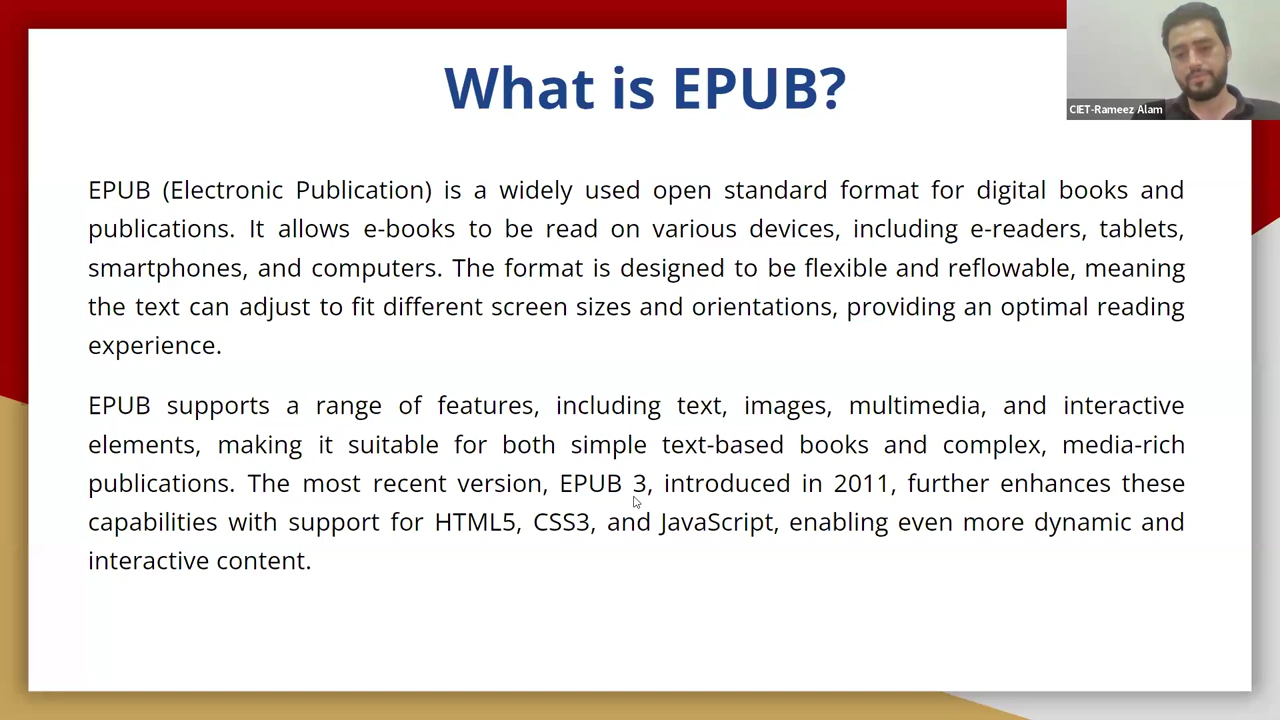 What is EPUB?
CIET-Rameez Alam
EPUB (Electronic Publication) is a widely used open standard format for digital books and
publications. It allows e-books to be read on various devices, including e-readers, tablets,
smartphones, and computers. The format is designed to be flexible and reflowable, meaning
the text can adjust to fit different screen sizes and orientations, providing an optimal reading
experience.
EPUB supports a range of features, including text, images, multimedia, and interactive
elements, making it suitable for both simple text-based books and complex, media-rich
publications. The most recent version, EPUB 3, introduced in 2011, further enhances these
capabilities with support for HTML5, CSS3, and JavaScript, enabling even more dynamic and
interactive content.